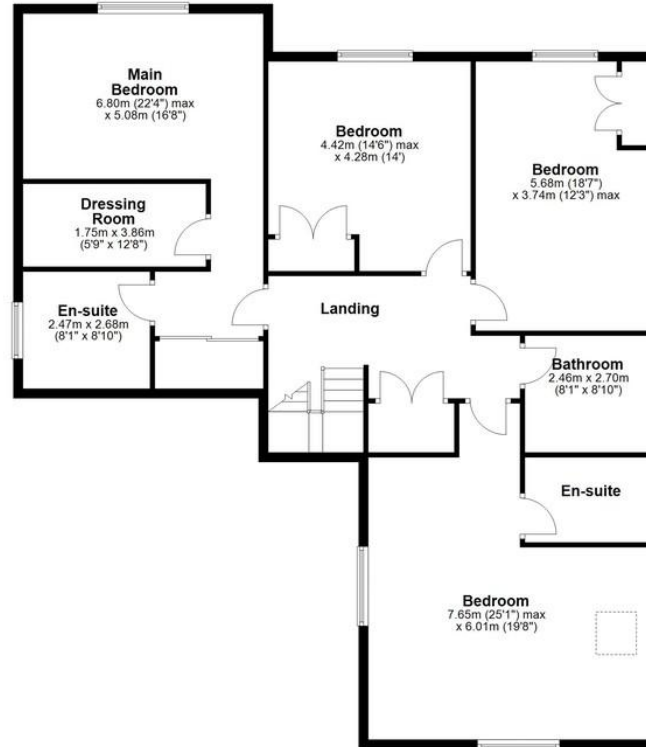 Main
Bedroom
6.80m (22'4") max
x 5.08m (16'8")
Bedroom
4.42m (14'6") max
x 4.28m (14')
Bedroom
5.68m (18'7")
x 3.74m (12'3") max
Dressing
Room
1.75m x 3.86m
(5'9" x 12'8")
En-suite
2.47m x 2.68m
(8'1" x 8'10")
Landing
Bathroom
2.46m x 2.70m
(8'1" x 8'10")
En-suite
Bedroom
7.65m (25'1") max
x 6.01m (19'8")